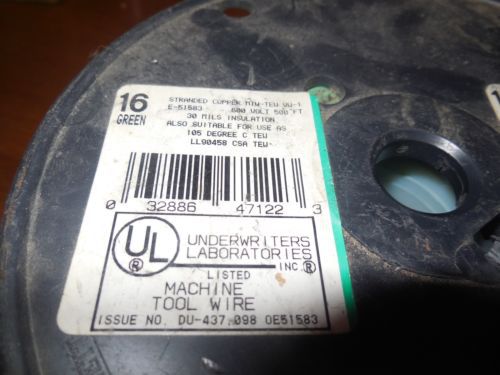 16
GREEN
STRANDED COPPER MTW-TEW VW-1
E-51583 600 VOLT 500 FT
30 MILS INSULATION
ALSO SUITABLE FOR USE AS
105 DEGREE C TEW
LL90458 CSA TEW
0 32886 47122 3
UL ®
UNDERWRITERS
LABORATORIES
INC.®
LISTED
MACHINE
TOOL WIRE
ISSUE NO. DU-437,098 OE51583